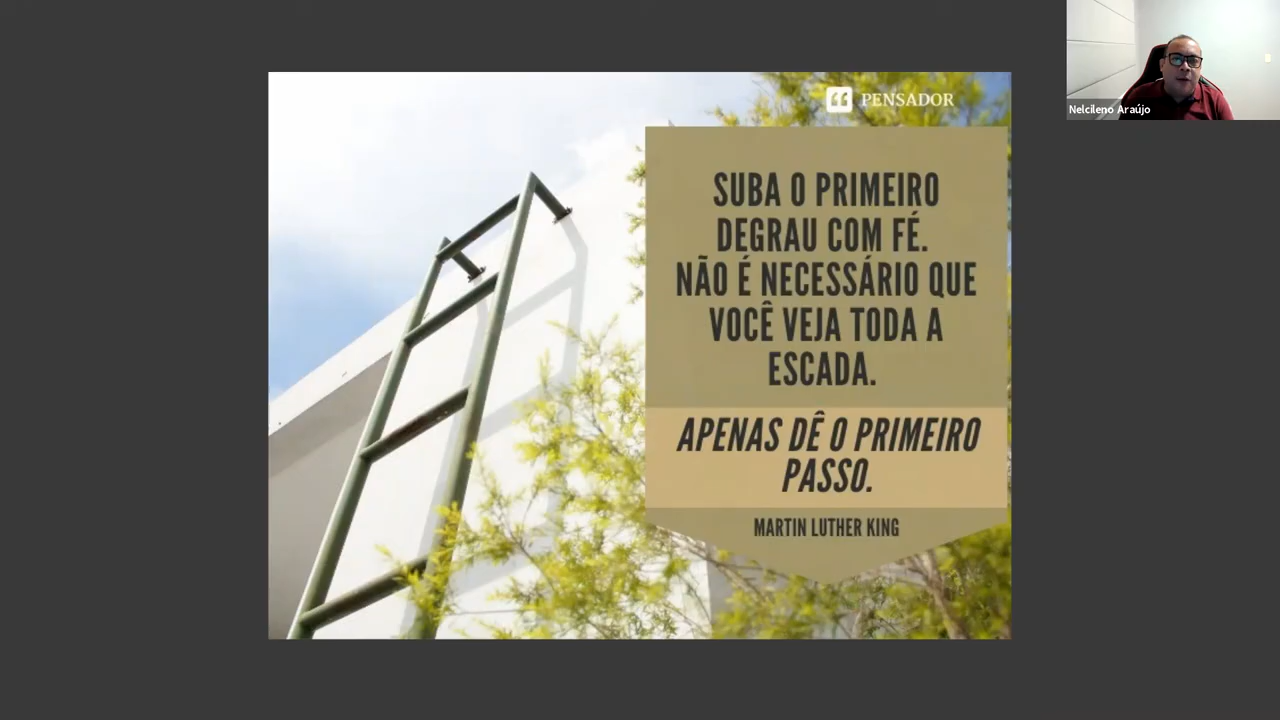 PENSADOR
Nelcileno Araújo
SUBA O PRIMEIRO
DEGRAU COM FÉ.
NÃO É NECESSÁRIO QUE
VOCÊ VEJA TODA A
ESCADA.
APENAS DÊ O PRIMEIRO
PASSO.
MARTIN LUTHER KING